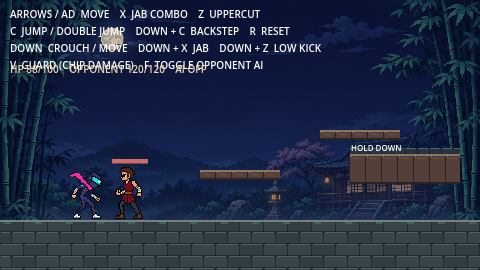 ARROWS / AD  MOVE    X  JAB COMBO    Z  UPPERCUT
C  JUMP / DOUBLE JUMP    DOWN + C  BACKSTEP    R  RESET
DOWN  CROUCH / MOVE    DOWN + X  JAB    DOWN + Z  LOW KICK
V  GUARD (CHIP DAMAGE)    F  TOGGLE OPPONENT AI
HP 88/100    OPPONENT 120/120    AI OFF
HOLD DOWN